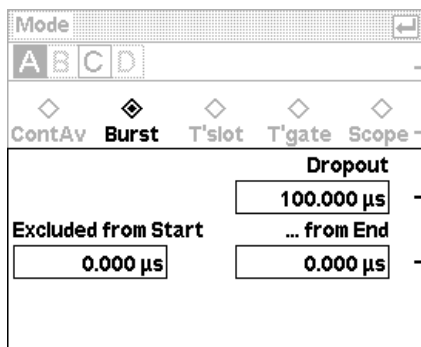 Mode
A B C D
ContAv Burst T'slot T'gate Scope
Dropout
100.000 µs
Excluded from Start ... from End
0.000 µs 0.000 µs